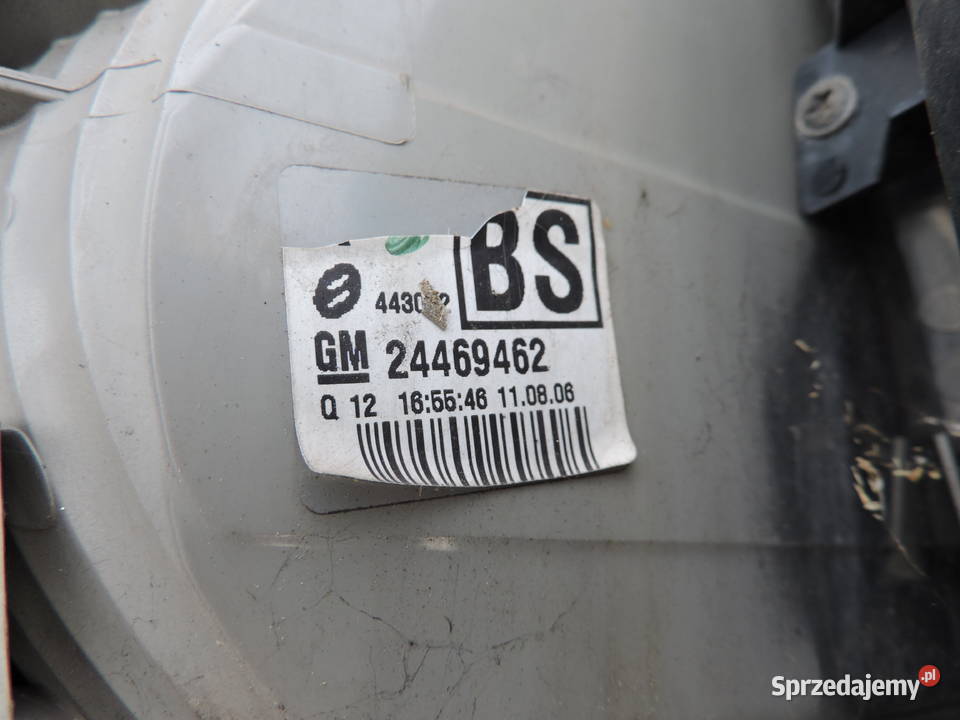 BS
GM 24469462
Q 12 16:55:46 11.08.06
Sprzedajemy.pl